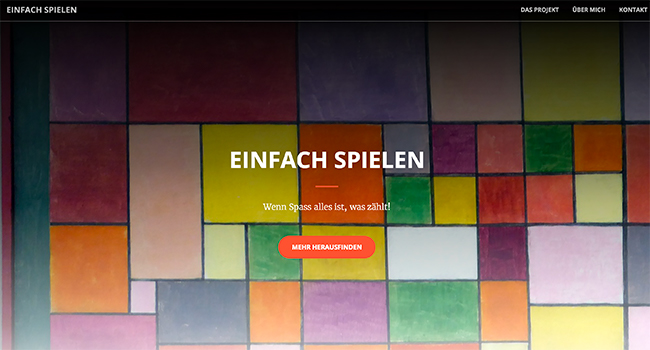 EINFACH SPIELEN
DAS PROJEKT ÜBER MICH KONTAKT
EINFACH SPIELEN
Wenn Spass alles ist, was zählt!
MEHR HERAUSFINDEN